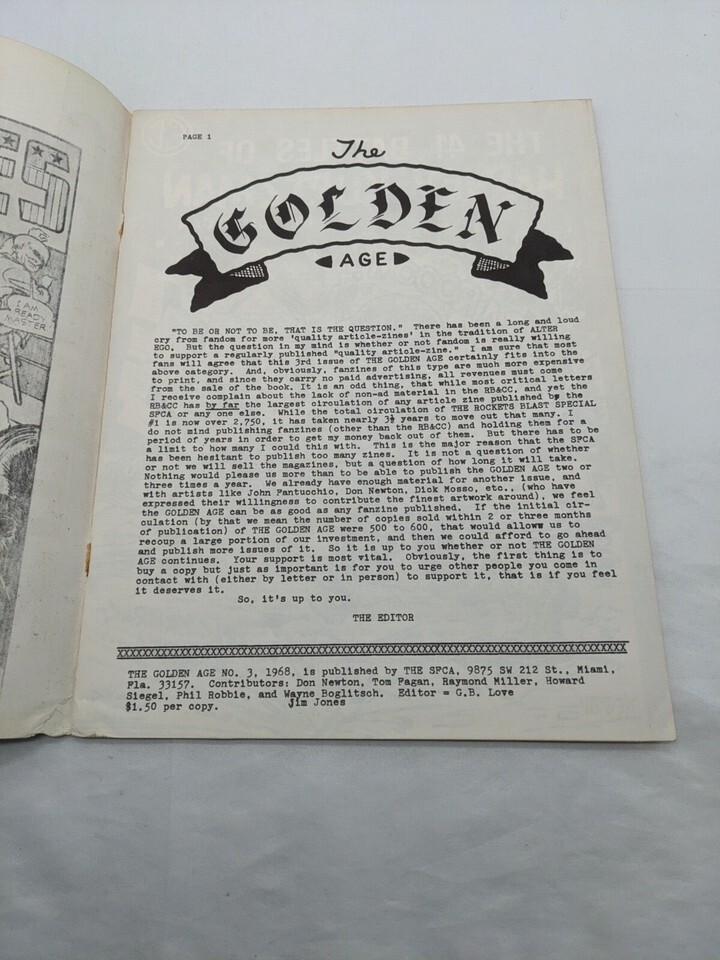 PAGE 1
The
GOLDEN
AGE
"TO BE OR NOT TO BE, THAT IS THE QUESTION." There has been a long and loud
cry from fandom for more 'quality article-zines' in the tradition of ALTER
EGO. But the question in my mind is whether or not fandom is really willing
to support a regularly published "quality article-zine." I am sure that most
fans will agree that this 3rd issue of THE GOLDEN AGE certainly fits into the
above category. And, obviously, fanzines of this type are much more expensive
to print, and since they carry no paid advertising, all revenues must come
from the sale of the book. It is an odd thing, that while most critical letters
I receive complain about the lack of non-ad material in the RB&CC, and yet the
RB&CC has by far the largest circulation of any article zine published by the
SFCA or any one else. While the total circulation of THE ROCKETS BLAST SPECIAL
#1 is now over 2,750, it has taken nearly 3½ years to move out that many. I
do not mind publishing fanzines (other than the RB&CC) and holding them for a
period of years in order to get my money back out of them. But there has to be
a limit to how many I could this with. This is the major reason that the SFCA
has been hesitant to publish too many zines. It is not a question of whether
or not we will sell the magazines, but a question of how long it will take.
Nothing would please us more than to be able to publish the GOLDEN AGE two or
three times a year. We already have enough material for another issue, and
with artists like John Fantucchio, Don Newton, Dick Mosso, etc., (who have
expressed their willingness to contribute the finest artwork around), we feel
the GOLDEN AGE can be as good as any fanzine published. If the initial cir-
culation (by that we mean the number of copies sold within 2 or three months
of publication) of THE GOLDEN AGE were 500 to 600, that would allows us to
recoup a large portion of our investment, and then we could afford to go ahead
and publish more issues of it. So it is up to you whether or not THE GOLDEN
AGE continues. Your support is most vital. Obviously, the first thing is to
buy a copy but just as important is for you to urge other people you come in
contact with (either by letter or in person) to support it, that is if you feel
it deserves it.
So, it's up to you.
THE EDITOR
THE GOLDEN AGE NO. 3, 1968, is published by THE SFCA, 9875 SW 212 St., Miami,
Fla. 33157. Contributors: Don Newton, Tom Fagan, Raymond Miller, Howard
Siegel, Phil Robbie, and Wayne Boglitsch. Editor = G.B. Love
$1.50 per copy. Jim Jones
ES
I AM
READY
MASTER